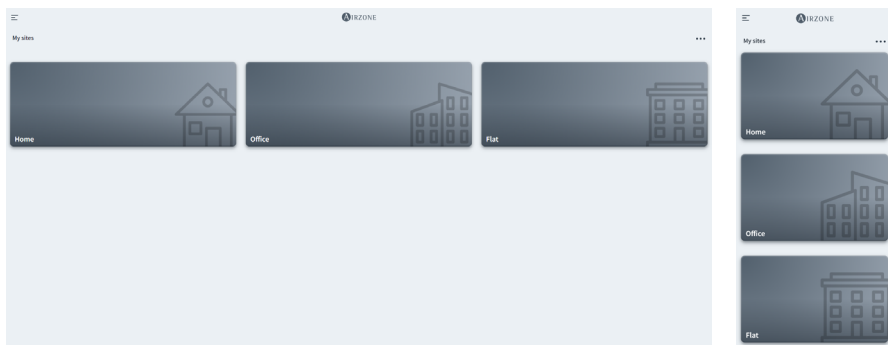 AIRZONE
My sites
Home
Office
Flat
AIRZONE
My sites
Home
Office
Flat